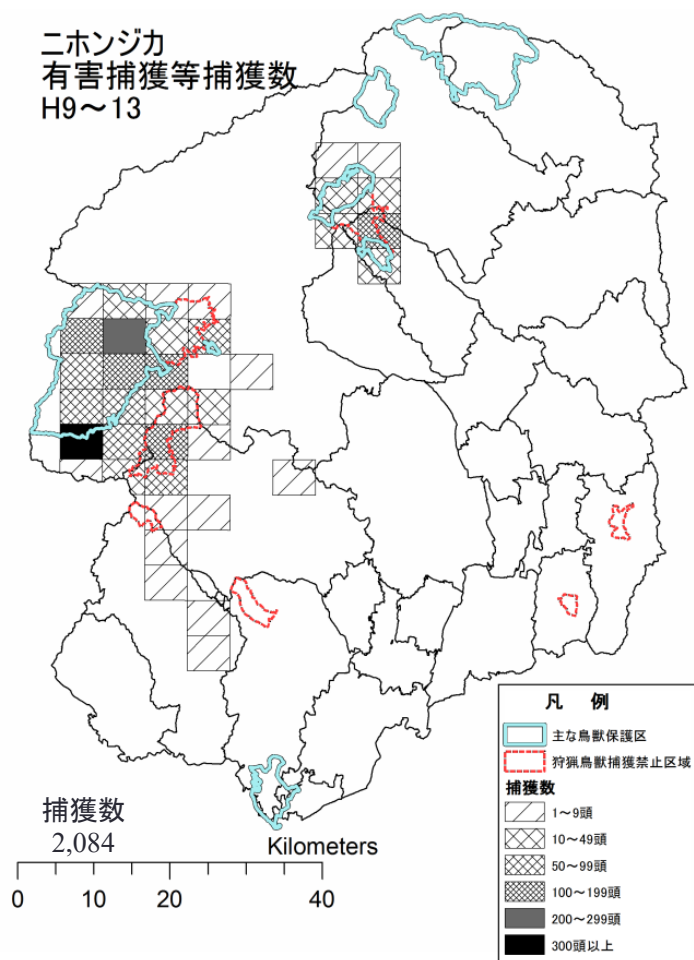 ニホンジカ
有害捕獲等捕獲数
H9～13
凡 例
主な鳥獣保護区
狩猟鳥獣捕獲禁止区域
捕獲数
1～9頭
10～49頭
50～99頭
100～199頭
200～299頭
300頭以上
捕獲数
2,084
Kilometers
0 10 20 40